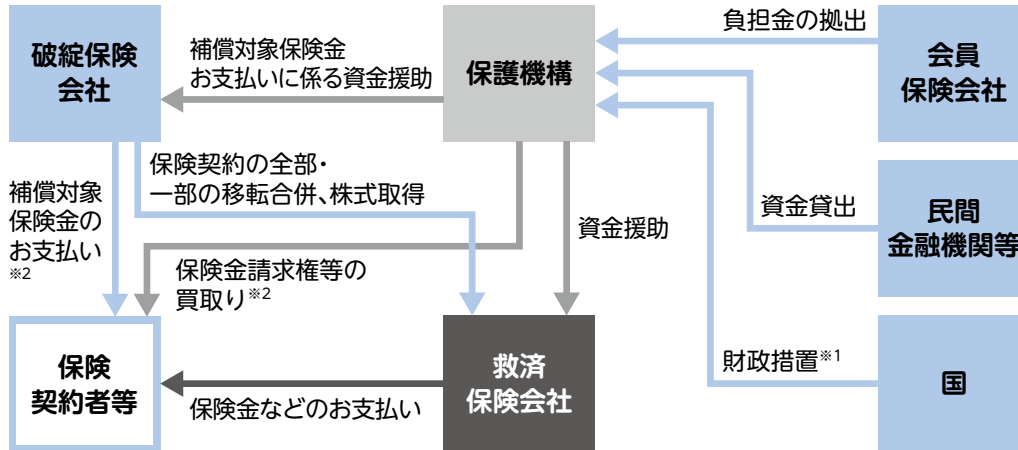 破綻保険
会社
補償対象保険金
お支払いに係る資金援助
保護機構
負担金の拠出
会員
保険会社
保険契約の全部・
一部の移転合併、株式取得
補償対象
保険金の
お支払い
※2
資金援助
資金貸出
民間
金融機関等
保険金請求権等の
買取り※2
保険
契約者等
保険金などのお支払い
救済
保険会社
財政措置※1
国